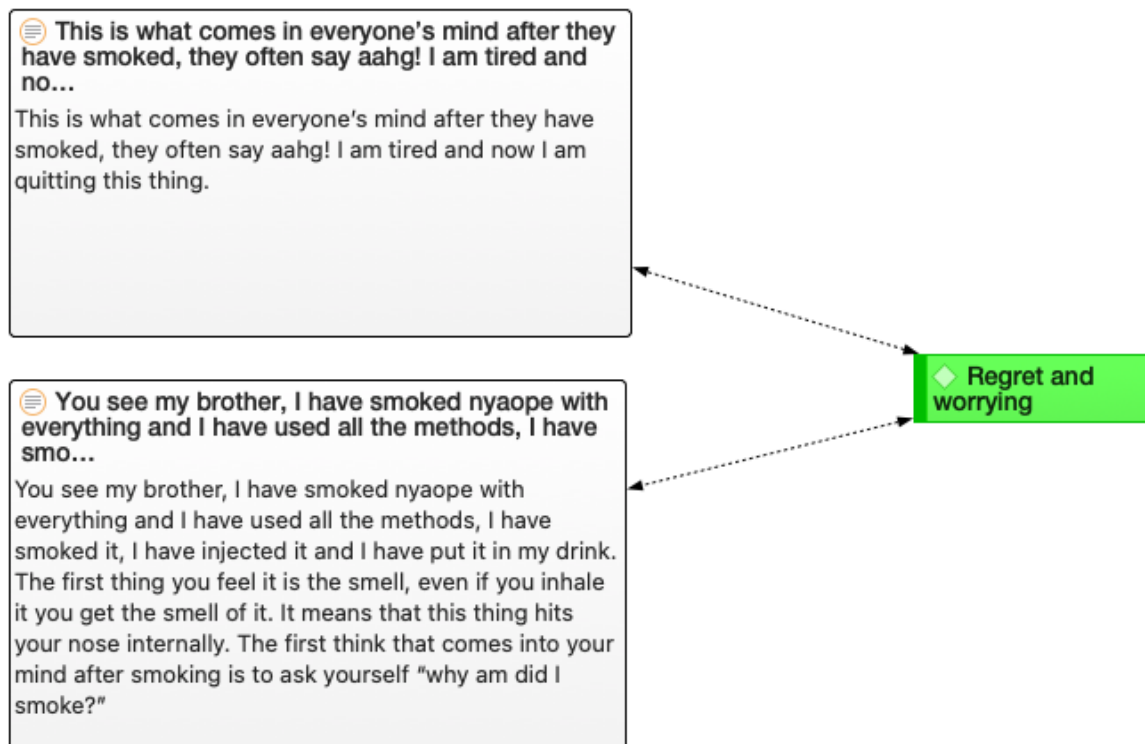 This is what comes in everyone’s mind after they
have smoked, they often say aahg! I am tired and
no…
This is what comes in everyone’s mind after they have
smoked, they often say aahg! I am tired and now I am
quitting this thing.
Regret and
worrying
You see my brother, I have smoked nyaope with
everything and I have used all the methods, I have
smo…
You see my brother, I have smoked nyaope with
everything and I have used all the methods, I have
smoked it, I have injected it and I have put it in my drink.
The first thing you feel it is the smell, even if you inhale
it you get the smell of it. It means that this thing hits
your nose internally. The first think that comes into your
mind after smoking is to ask yourself “why am did I
smoke?”